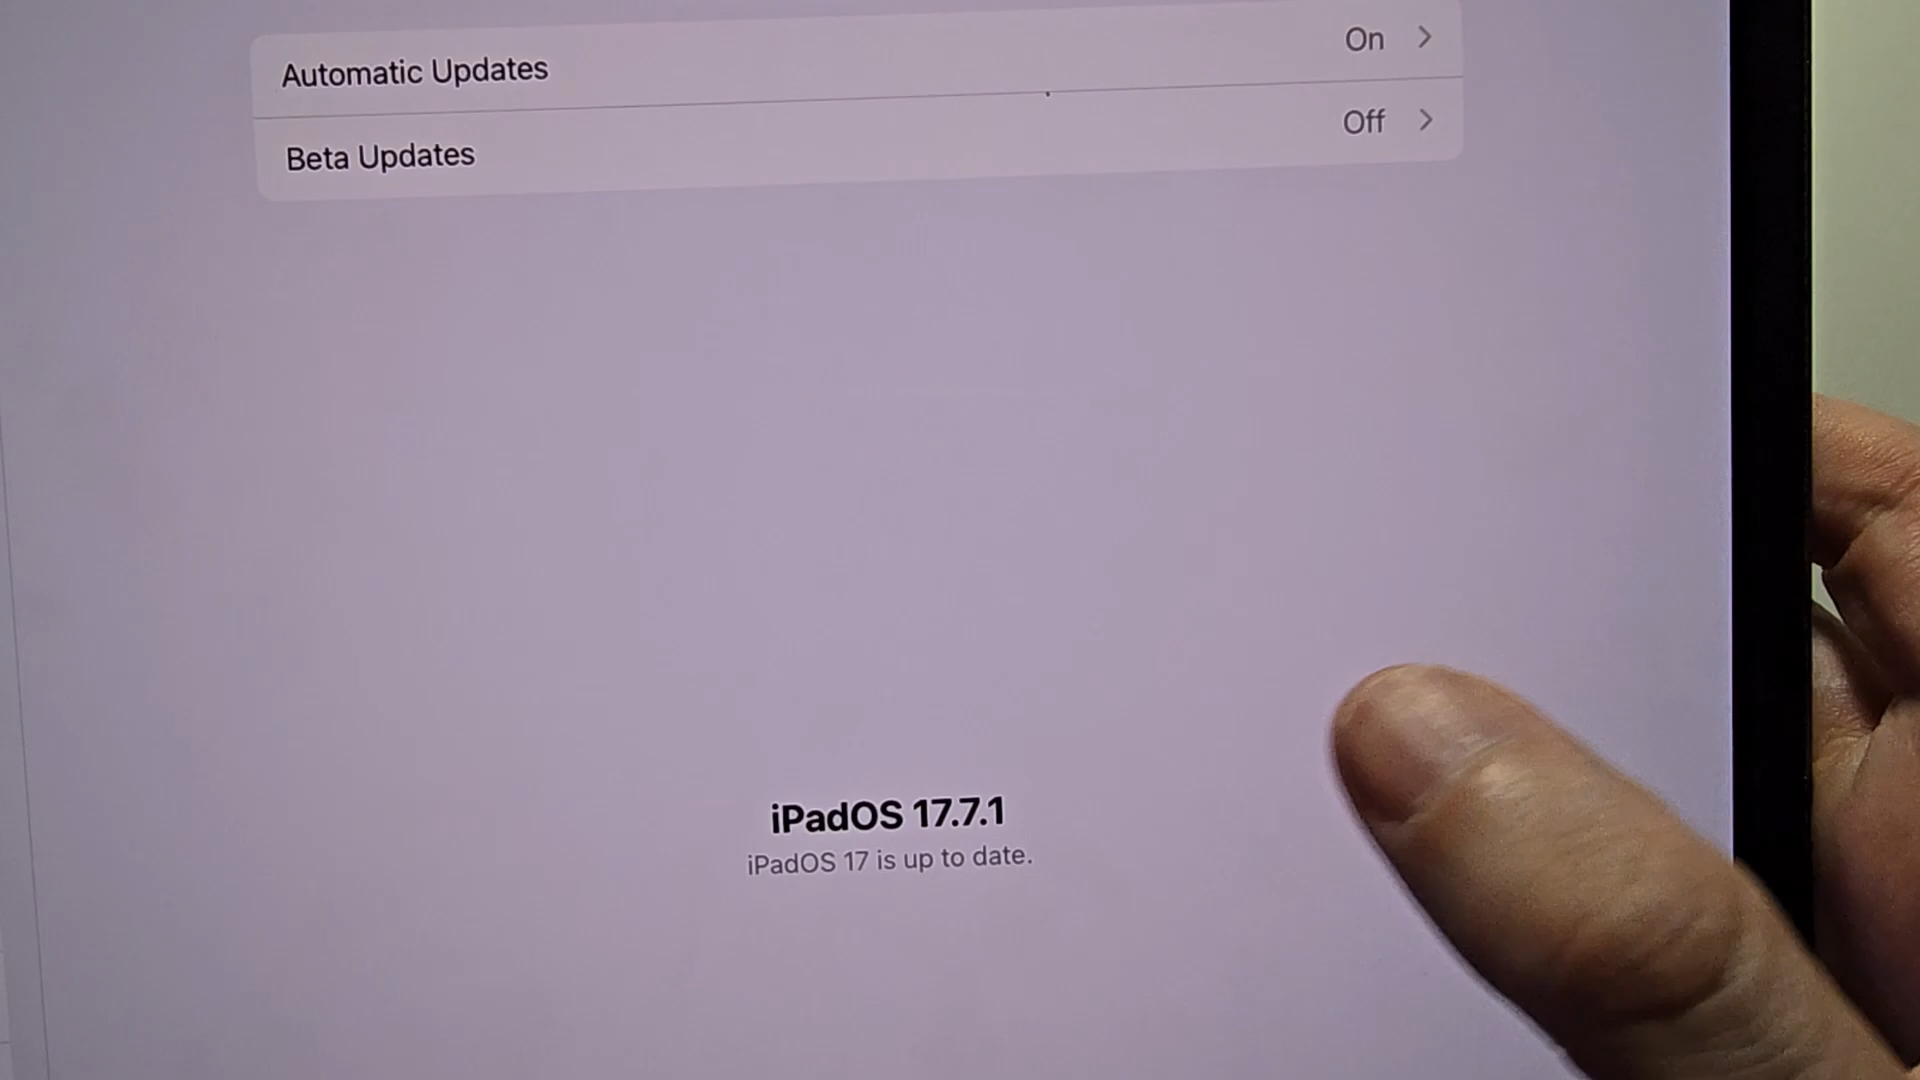 Automatic Updates On
Beta Updates Off
iPadOS 17.7.1
iPadOS 17 is up to date.